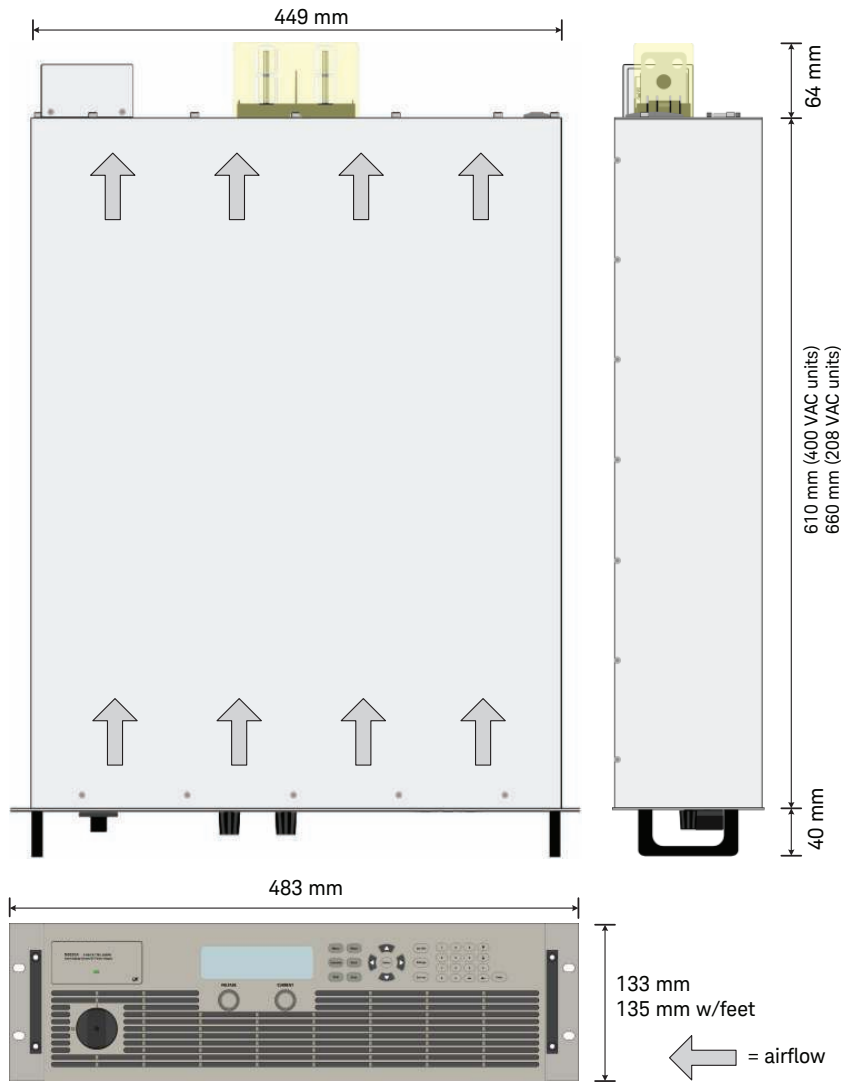 449 mm
64 mm
610 mm (400 VAC units)
660 mm (208 VAC units)
40 mm
483 mm
VOLTAGE
CURRENT
133 mm
135 mm w/feet
= airflow